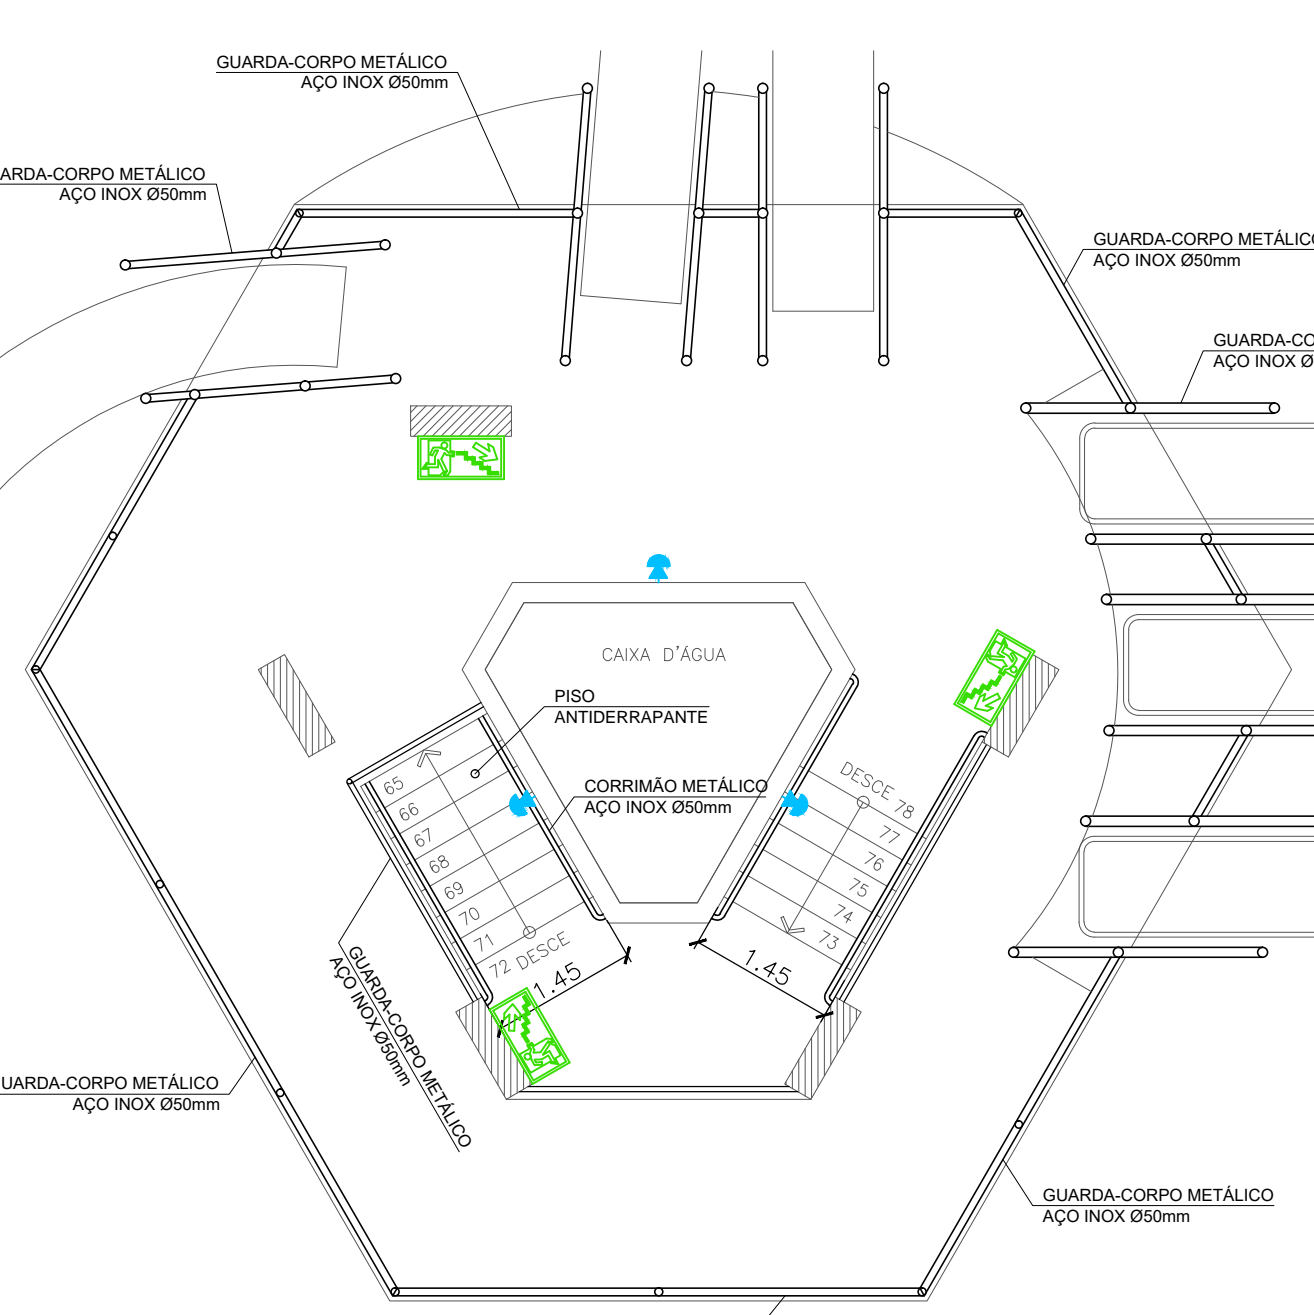 GUARDA-CORPO METÁLICO
AÇO INOX Ø50mm
ARDA-CORPO METÁLICO
AÇO INOX Ø50mm
GUARDA-CORPO METÁLICO
AÇO INOX Ø50mm
GUARDA-CO
AÇO INOX Ø
CAIXA D'ÁGUA
PISO
ANTIDERRAPANTE
CORRIMÃO METÁLICO
AÇO INOX Ø50mm
65
66
67
68
69
70
71
72 DESCE
1.45
DESCE 78
77
76
75
74
73
1.45
GUARDA-CORPO METÁLICO
AÇO INOX Ø50mm
UARDA-CORPO METÁLICO
AÇO INOX Ø50mm
GUARDA-CORPO METÁLICO
AÇO INOX Ø50mm